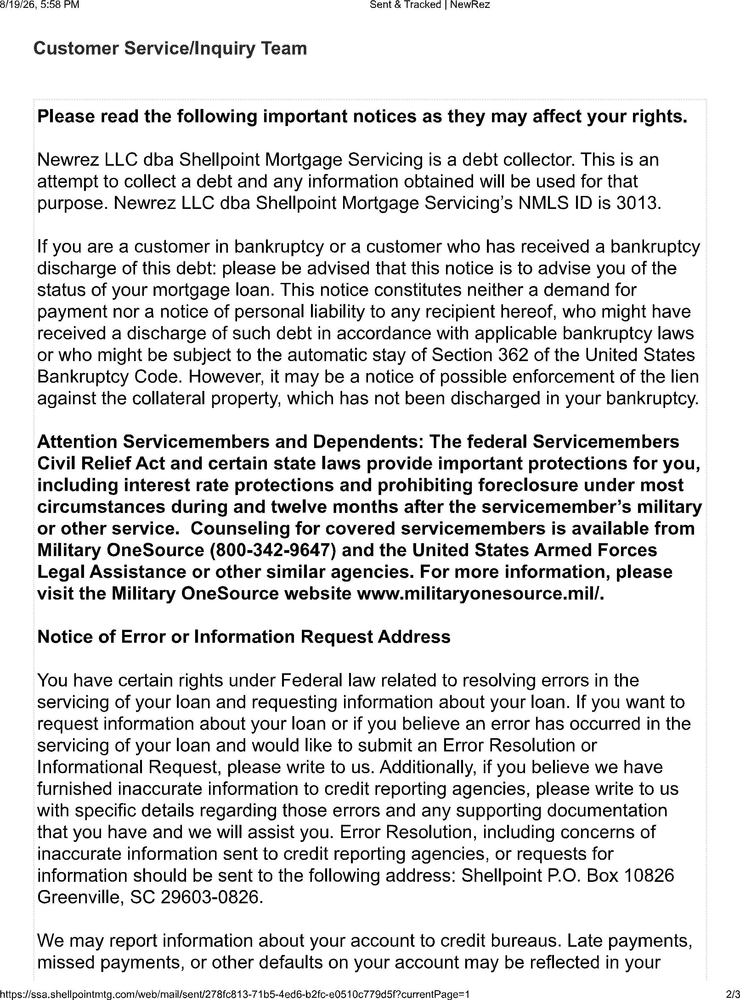 8/19/26, 5:58 PM
Sent & Tracked | NewRez
Customer Service/Inquiry Team
Please read the following important notices as they may affect your rights.
Newrez LLC dba Shellpoint Mortgage Servicing is a debt collector. This is an
attempt to collect a debt and any information obtained will be used for that
purpose. Newrez LLC dba Shellpoint Mortgage Servicing’s NMLS ID is 3013.
If you are a customer in bankruptcy or a customer who has received a bankruptcy
discharge of this debt: please be advised that this notice is to advise you of the
status of your mortgage loan. This notice constitutes neither a demand for
payment nor a notice of personal liability to any recipient hereof, who might have
received a discharge of such debt in accordance with applicable bankruptcy laws
or who might be subject to the automatic stay of Section 362 of the United States
Bankruptcy Code. However, it may be a notice of possible enforcement of the lien
against the collateral property, which has not been discharged in your bankruptcy.
Attention Servicemembers and Dependents: The federal Servicemembers
Civil Relief Act and certain state laws provide important protections for you,
including interest rate protections and prohibiting foreclosure under most
circumstances during and twelve months after the servicemember’s military
or other service.  Counseling for covered servicemembers is available from
Military OneSource (800-342-9647) and the United States Armed Forces
Legal Assistance or other similar agencies. For more information, please
visit the Military OneSource website www.militaryonesource.mil/.
Notice of Error or Information Request Address
You have certain rights under Federal law related to resolving errors in the
servicing of your loan and requesting information about your loan. If you want to
request information about your loan or if you believe an error has occurred in the
servicing of your loan and would like to submit an Error Resolution or
Informational Request, please write to us. Additionally, if you believe we have
furnished inaccurate information to credit reporting agencies, please write to us
with specific details regarding those errors and any supporting documentation
that you have and we will assist you. Error Resolution, including concerns of
inaccurate information sent to credit reporting agencies, or requests for
information should be sent to the following address: Shellpoint P.O. Box 10826
Greenville, SC 29603-0826.
We may report information about your account to credit bureaus. Late payments,
missed payments, or other defaults on your account may be reflected in your
https://ssa.shellpointmtg.com/web/mail/sent/278fc813-71b5-4ed6-b2fc-e0510c779d5f?currentPage=1
2/3